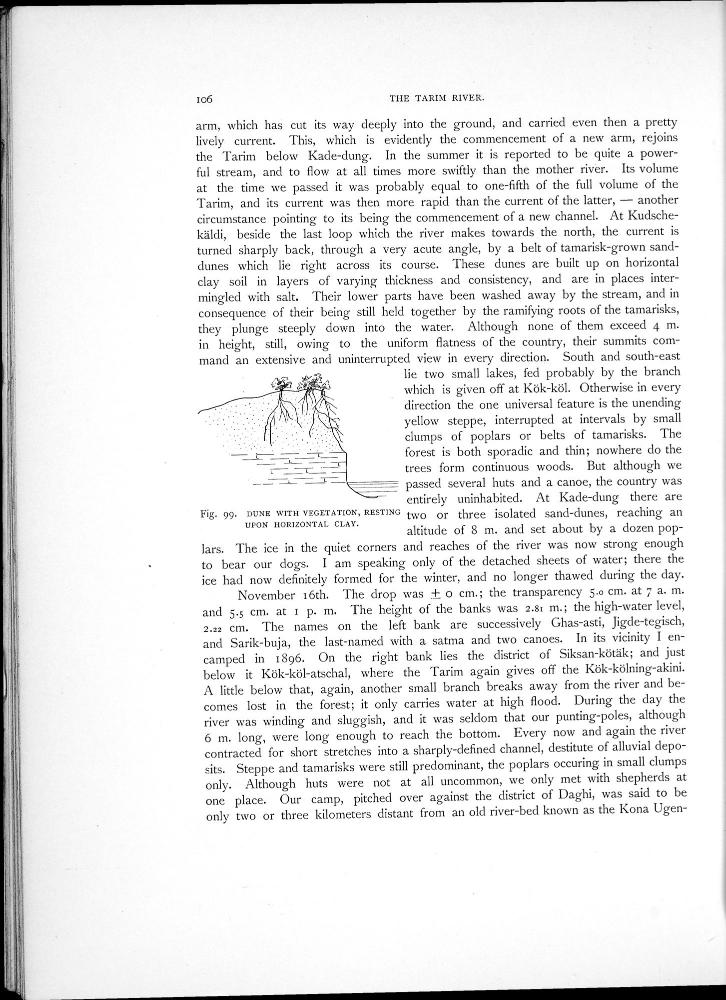 106
THE TARIM RIVER.
arm, which has cut its way deeply into the ground, and carried even then a pretty
lively current. This, which is evidently the commencement of a new arm, rejoins
the Tarim below Kade-dung. In the summer it is reported to be quite a power-
ful stream, and to flow at all times more swiftly than the mother river. Its volume
at the time we passed it was probably equal to one-fifth of the full volume of the
Tarim, and its current was then more rapid than the current of the latter, — another
circumstance pointing to its being the commencement of a new channel. At Kudsche-
käldi, beside the last loop which the river makes towards the north, the current is
turned sharply back, through a very acute angle, by a belt of tamarisk-grown sand-
dunes which lie right across its course. These dunes are built up on horizontal
clay soil in layers of varying thickness and consistency, and are in places inter-
mingled with salt. Their lower parts have been washed away by the stream, and in
consequence of their being still held together by the ramifying roots of the tamarisks,
they plunge steeply down into the water. Although none of them exceed 4 m.
in height, still, owing to the uniform flatness of the country, their summits com-
mand an extensive and uninterrupted view in every direction. South and south-east
lie two small lakes, fed probably by the branch
which is given off at Kök-köl. Otherwise in every
direction the one universal feature is the unending
yellow steppe, interrupted at intervals by small
clumps of poplars or belts of tamarisks. The
forest is both sporadic and thin; nowhere do the
trees form continuous woods. But although we
passed several huts and a canoe, the country was
entirely uninhabited. At Kade-dung there are
two or three isolated sand-dunes, reaching an
altitude of 8 m. and set about by a dozen pop-
Fig. 99. DUNE WITH VEGETATION, RESTING
UPON HORIZONTAL CLAY.
lars. The ice in the quiet corners and reaches of the river was now strong enough
to bear our dogs. I am speaking only of the detached sheets of water; there the
ice had now definitely formed for the winter, and no longer thawed during the day.
November 16th. The drop was ± 0 cm.; the transparency 5.0 cm. at 7 a. m.
and 5.5 cm. at 1 p. m. The height of the banks was 2.81 m.; the high-water level,
2.22 cm. The names on the left bank are successively Ghas-asti, Jigde-tegisch,
and Sarik-buja, the last-named with a satma and two canoes. In its vicinity I en-
camped in 1896. On the right bank lies the district of Siksan-kötäk; and just
below it Kök-köl-atschal, where the Tarim again gives off the Kök-kölning-akini.
A little below that, again, another small branch breaks away from the river and be-
comes lost in the forest; it only carries water at high flood. During the day the
river was winding and sluggish, and it was seldom that our punting-poles, although
6 m. long, were long enough to reach the bottom. Every now and again the river
contracted for short stretches into a sharply-defined channel, destitute of alluvial depo-
sits. Steppe and tamarisks were still predominant, the poplars occuring in small clumps
only. Although huts were not at all uncommon, we only met with shepherds at
one place. Our camp, pitched over against the district of Daghi, was said to be
only two or three kilometers distant from an old river-bed known as the Kona Ugen-